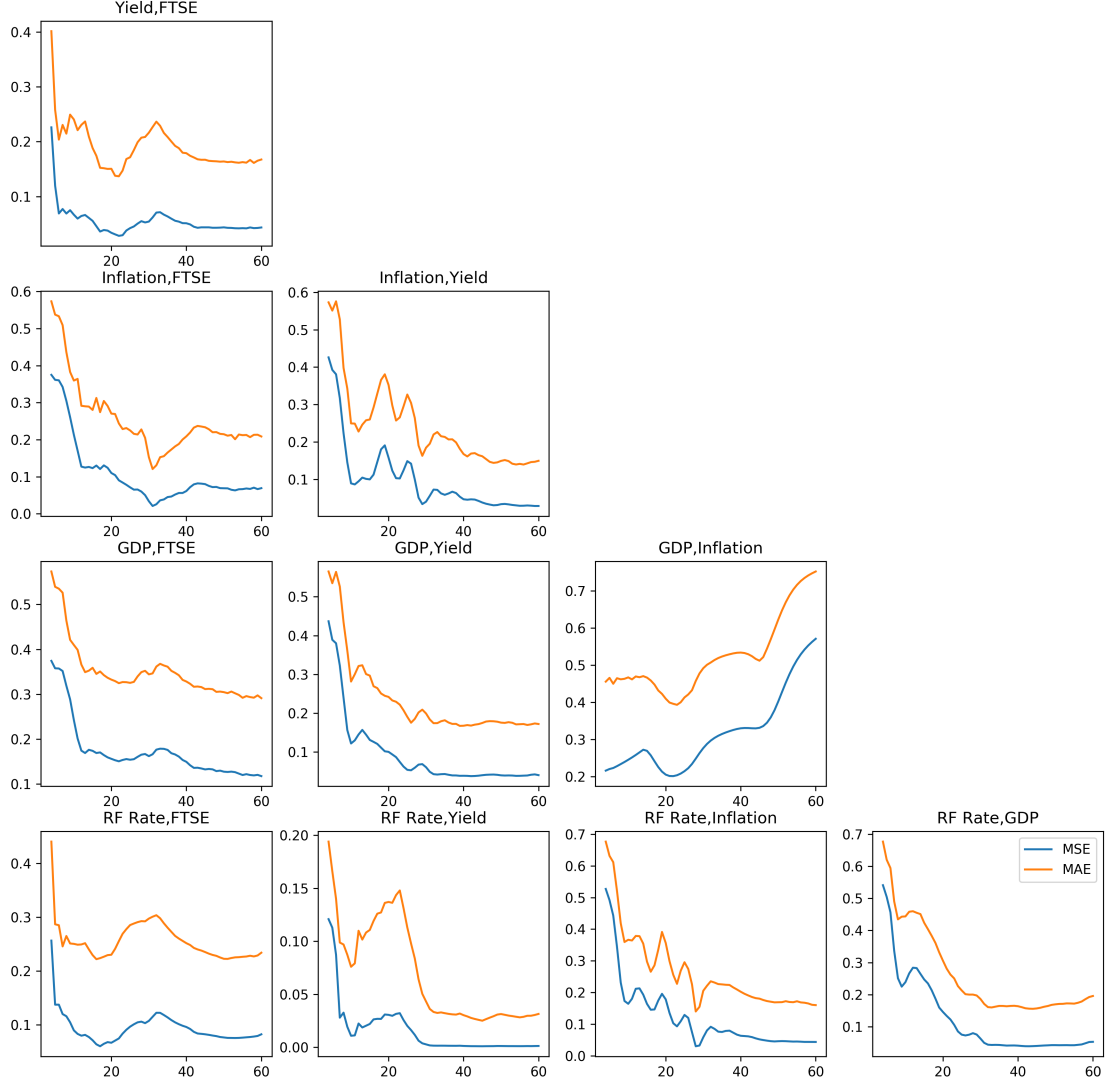 Yield,FTSE
0.4
0.3
0.2
0.1
20 40 60
Inflation,FTSE Inflation,Yield
0.6 0.6
0.5 0.5
0.4 0.4
0.3 0.3
0.2 0.2
0.1 0.1
0.0
20 40 60 20 40 60
GDP,FTSE GDP,Yield GDP,Inflation
0.5 0.5 0.7
0.4 0.4 0.6
0.3 0.3 0.5
0.2 0.2 0.4
0.1 0.1 0.3
0.2
20 40 60 20 40 60 20 40 60
RF Rate,FTSE RF Rate,Yield RF Rate,Inflation RF Rate,GDP
0.4 0.20 0.7 0.7
0.3 0.15 0.6 0.6
0.2 0.10 0.5 0.5
0.1 0.05 0.4 0.4
0.00 0.3 0.3
0.2 0.2
0.1 0.1
0.0
MSE
MAE
20 40 60 20 40 60 20 40 60 20 40 60